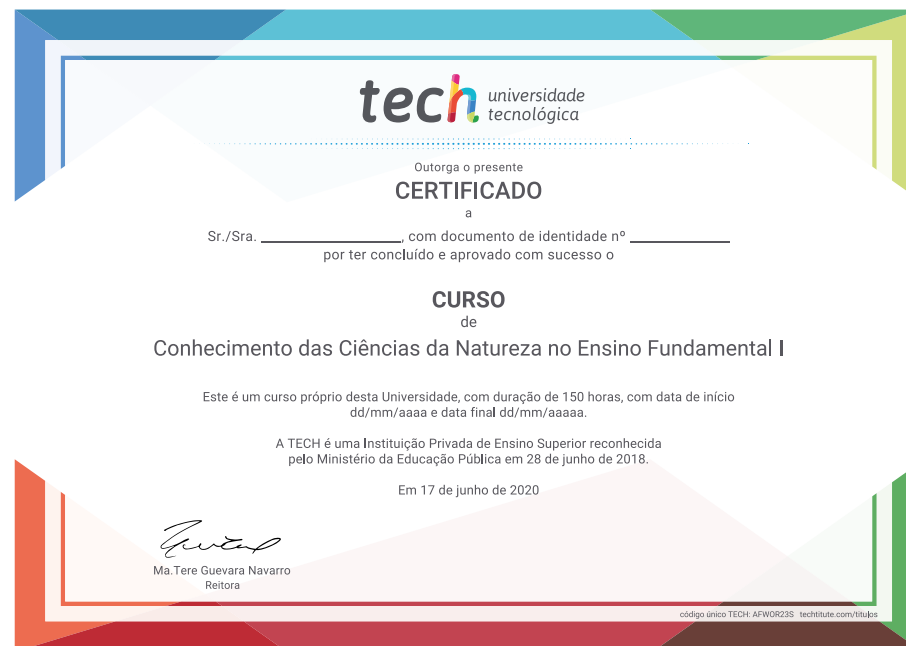 tech universidade
tecnológica
Outorga o presente
CERTIFICADO
a
Sr./Sra. ________________, com documento de identidade nº ____________
por ter concluído e aprovado com sucesso o
CURSO
de
Conhecimento das Ciências da Natureza no Ensino Fundamental I
Este é um curso próprio desta Universidade, com duração de 150 horas, com data de início
dd/mm/aaaa e data final dd/mm/aaaaa.
A TECH é uma Instituição Privada de Ensino Superior reconhecida
pelo Ministério da Educação Pública em 28 de junho de 2018.
Em 17 de junho de 2020
Ma.Tere Guevara Navarro
Reitora
código único TECH: AFWOR23S techtitute.com/titulos